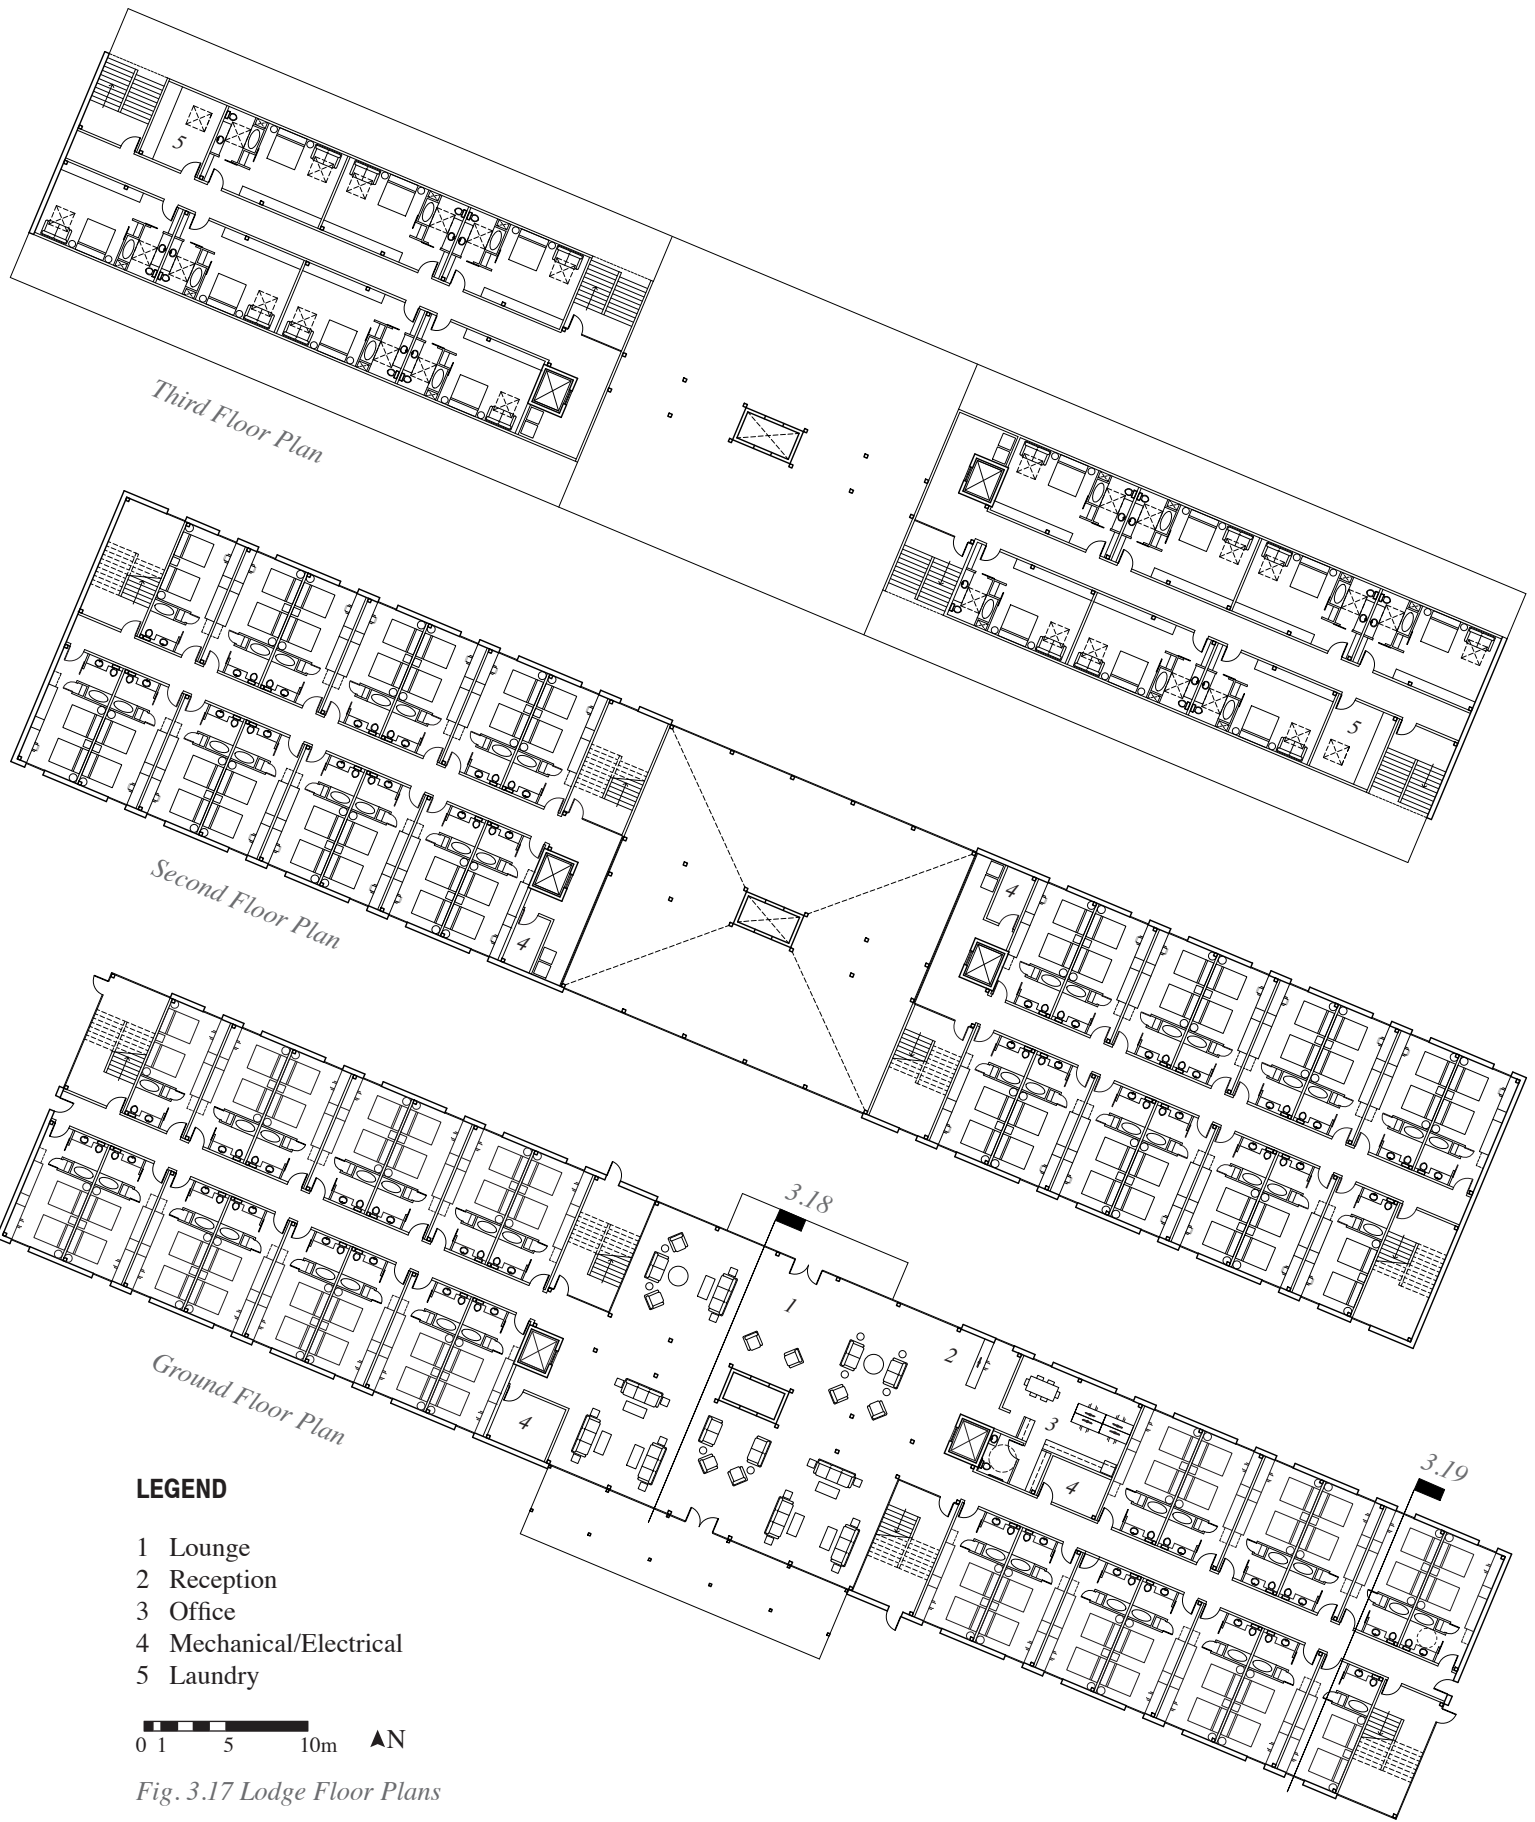 5
Third Floor Plan
5
Second Floor Plan
4
4
3.18
1
2
3
4
4
Ground Floor Plan
3.19
LEGEND
1 Lounge
2 Reception
3 Office
4 Mechanical/Electrical
5 Laundry
0 1 5 10m
N
Fig. 3.17 Lodge Floor Plans